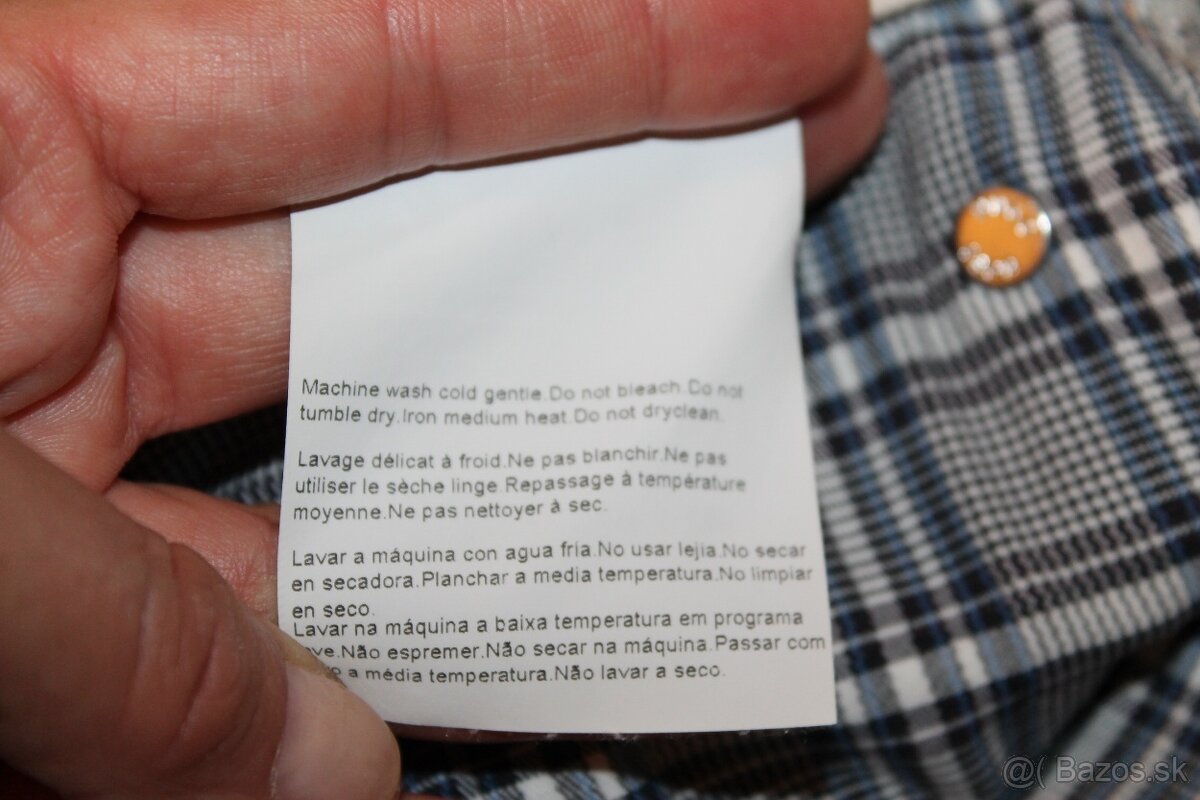 Machine wash cold gentle.Do not bleach.Do not
tumble dry.Iron medium heat.Do not dryclean.
Lavage délicat à froid.Ne pas blanchir.Ne pas
utiliser le sèche linge.Repassage à température
moyenne.Ne pas nettoyer à sec.
Lavar a máquina con agua fría.No usar lejia.No secar
en secadora.Planchar a media temperatura.No limpiar
en seco.
Lavar na máquina a baixa temperatura em programa
.Não espremer.Não secar na máquina.Passar com
a média temperatura.Não lavar a seco.
@( Bazos.sk